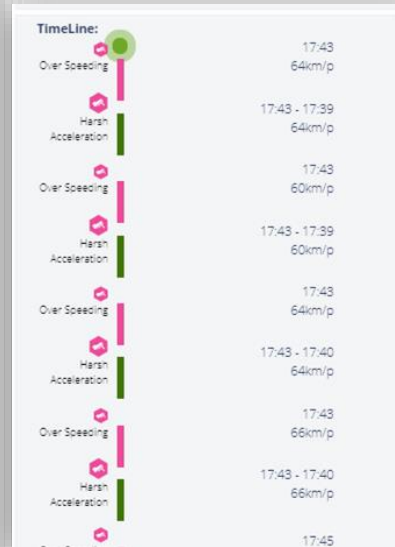 TimeLine:
17:43
Over Speeding
64km/p
17:43 - 17:39
Harsh
Acceleration
64km/p
17:43
Over Speeding
60km/p
17:43 - 17:39
Harsh
Acceleration
60km/p
17:43
Over Speeding
64km/p
17:43 - 17:40
Harsh
Acceleration
64km/p
17:43
Over Speeding
66km/p
17:43 - 17:40
Harsh
Acceleration
66km/p
17:45